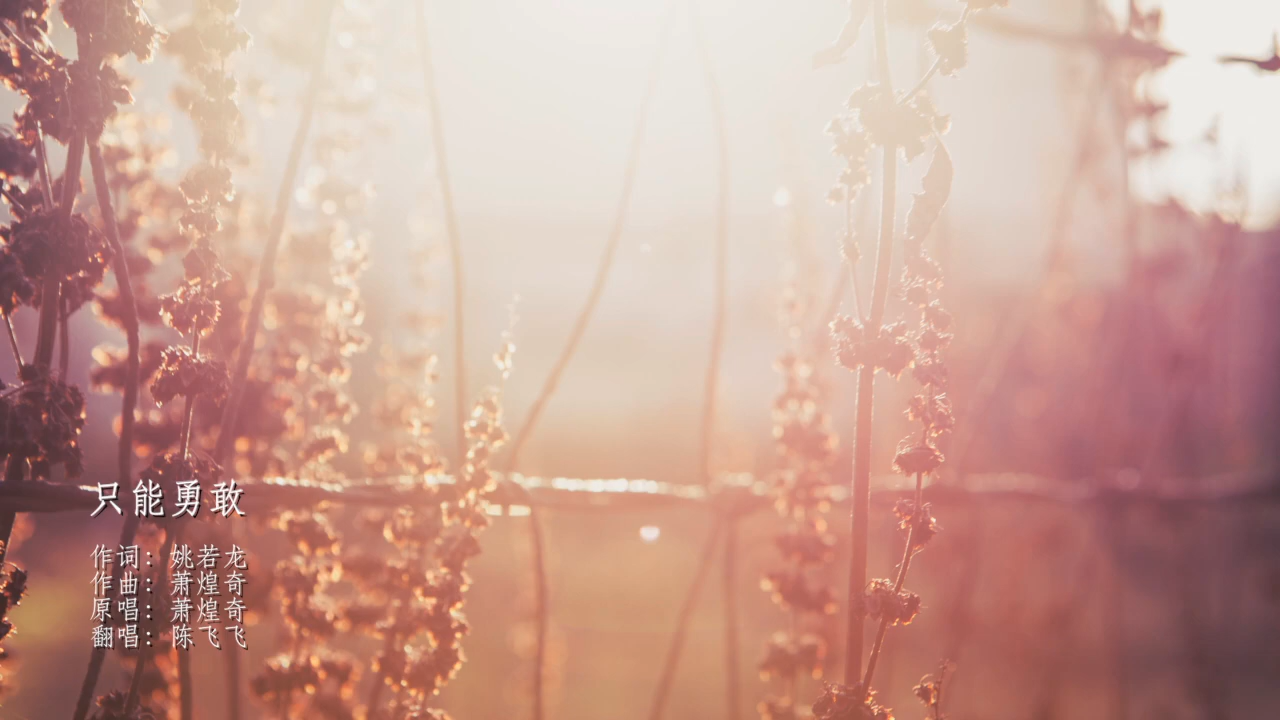 只能勇敢
作词：姚若龙
作曲：萧煌奇
原唱：萧煌奇
翻唱：陈飞飞